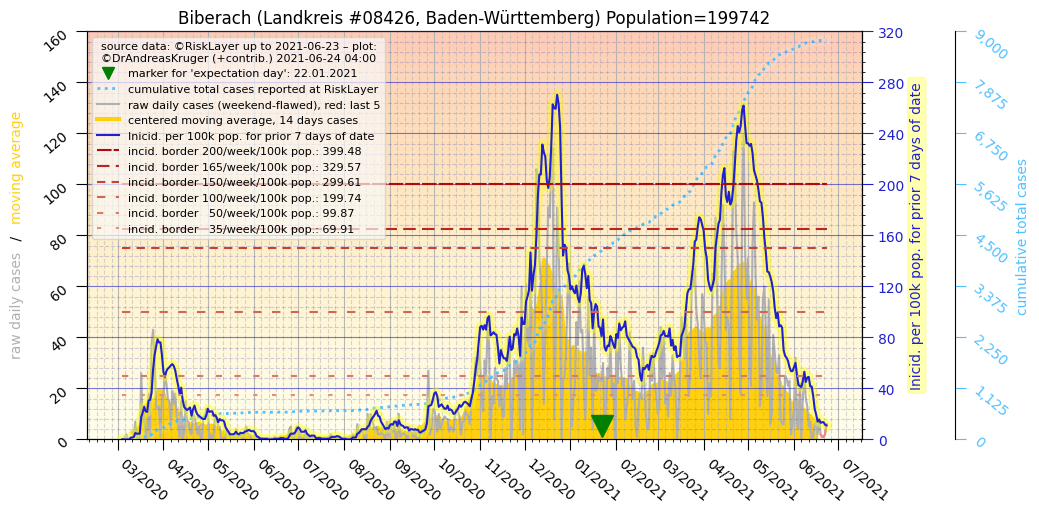 Biberach (Landkreis #08426, Baden-Württemberg) Population=199742
source data: ©RiskLayer up to 2021-06-23 – plot:
©DrAndreasKruger (+contrib.) 2021-06-24 04:00
marker for 'expectation day': 22.01.2021
cumulative total cases reported at RiskLayer
raw daily cases (weekend-flawed), red: last 5
centered moving average, 14 days cases
Inicid. per 100k pop. for prior 7 days of date
incid. border 200/week/100k pop.: 399.48
incid. border 165/week/100k pop.: 329.57
incid. border 150/week/100k pop.: 299.61
incid. border 100/week/100k pop.: 199.74
incid. border   50/week/100k pop.: 99.87
incid. border   35/week/100k pop.: 69.91
raw daily cases / moving average
160
140
120
100
80
60
40
20
0
320
280
240
200
160
120
80
40
0
Inicid. per 100k pop. for prior 7 days of date
9,000
7,875
6,750
5,625
4,500
3,375
2,250
1,125
0
cumulative total cases
03/2020
04/2020
05/2020
06/2020
07/2020
08/2020
09/2020
10/2020
11/2020
12/2020
01/2021
02/2021
03/2021
04/2021
05/2021
06/2021
07/2021